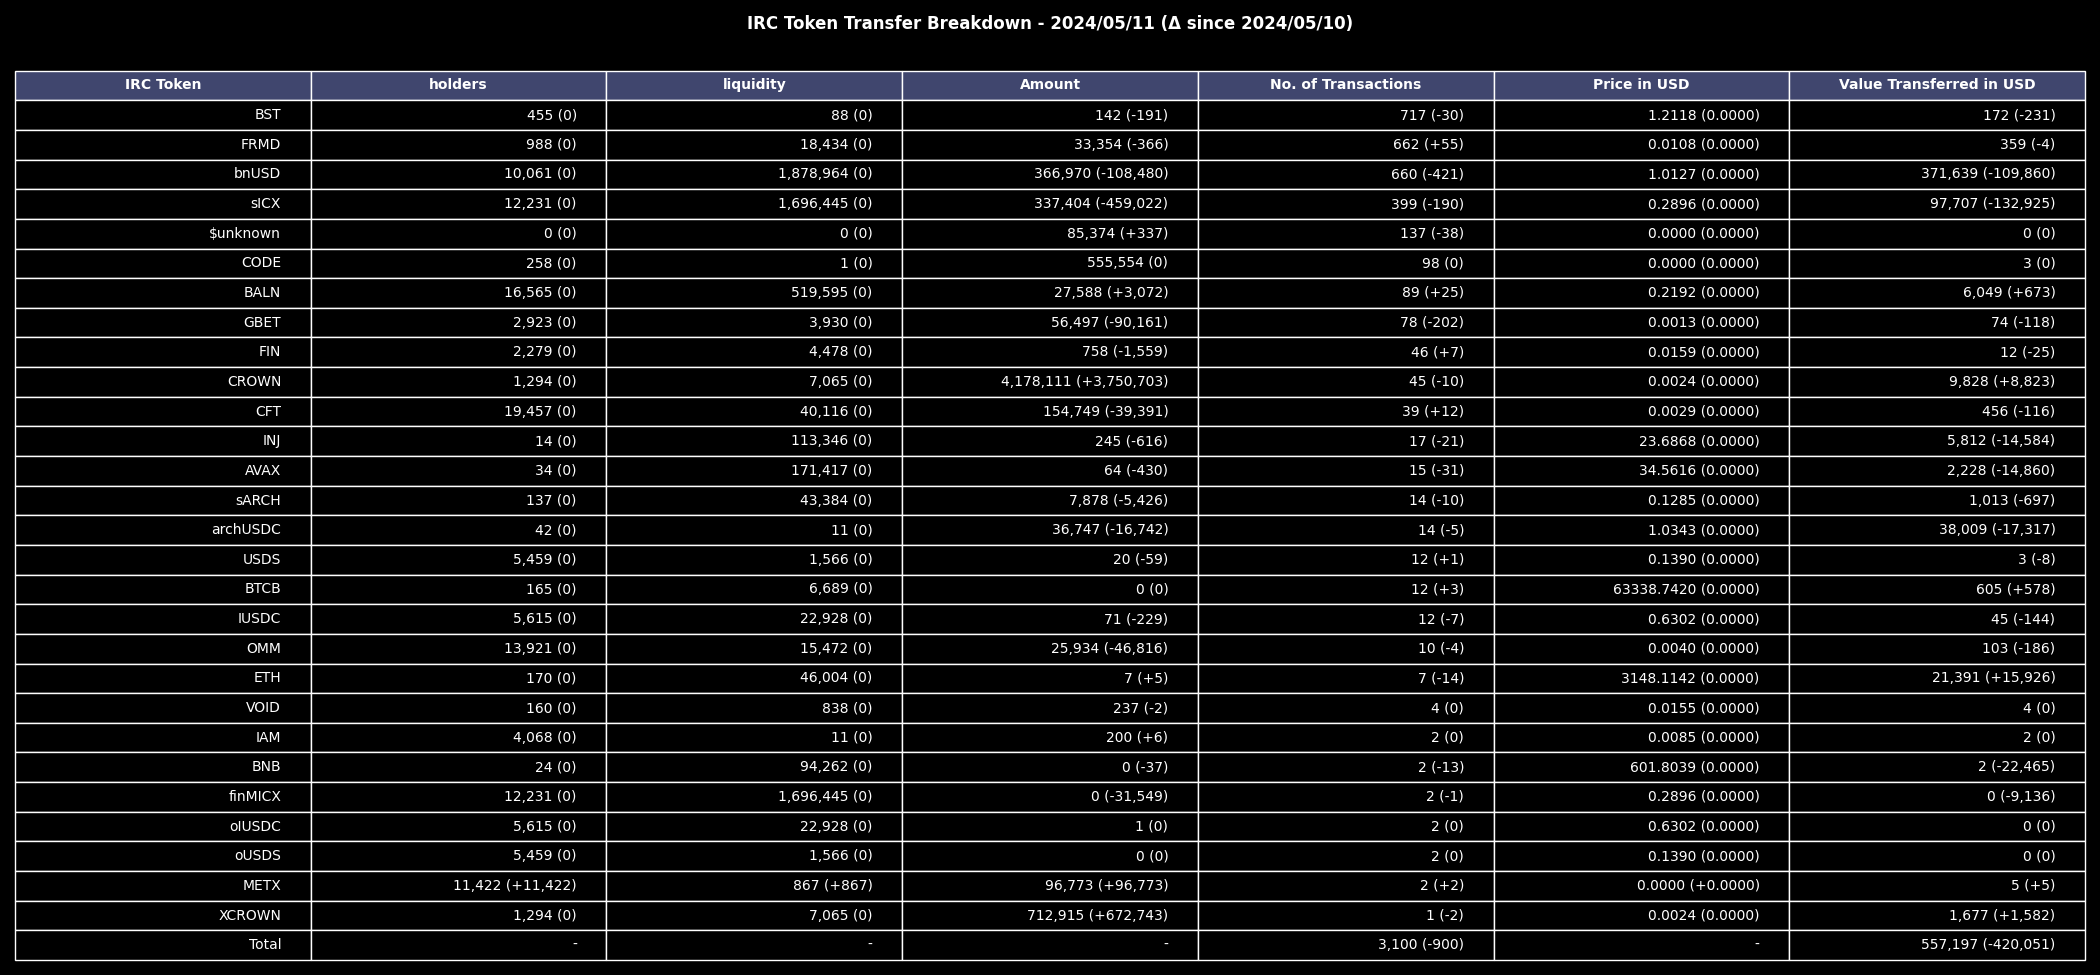 IRC Token Transfer Breakdown - 2024/05/11 (Δ since 2024/05/10)
IRC Token holders liquidity Amount No. of Transactions Price in USD Value Transferred in USD
BST 455 (0) 88 (0) 142 (-191) 717 (-30) 1.2118 (0.0000) 172 (-231)
FRMD 988 (0) 18,434 (0) 33,354 (-366) 662 (+55) 0.0108 (0.0000) 359 (-4)
bnUSD 10,061 (0) 1,878,964 (0) 366,970 (-108,480) 660 (-421) 1.0127 (0.0000) 371,639 (-109,860)
sICX 12,231 (0) 1,696,445 (0) 337,404 (-459,022) 399 (-190) 0.2896 (0.0000) 97,707 (-132,925)
$unknown 0 (0) 0 (0) 85,374 (+337) 137 (-38) 0.0000 (0.0000) 0 (0)
CODE 258 (0) 1 (0) 555,554 (0) 98 (0) 0.0000 (0.0000) 3 (0)
BALN 16,565 (0) 519,595 (0) 27,588 (+3,072) 89 (+25) 0.2192 (0.0000) 6,049 (+673)
GBET 2,923 (0) 3,930 (0) 56,497 (-90,161) 78 (-202) 0.0013 (0.0000) 74 (-118)
FIN 2,279 (0) 4,478 (0) 758 (-1,559) 46 (+7) 0.0159 (0.0000) 12 (-25)
CROWN 1,294 (0) 7,065 (0) 4,178,111 (+3,750,703) 45 (-10) 0.0024 (0.0000) 9,828 (+8,823)
CFT 19,457 (0) 40,116 (0) 154,749 (-39,391) 39 (+12) 0.0029 (0.0000) 456 (-116)
INJ 14 (0) 113,346 (0) 245 (-616) 17 (-21) 23.6868 (0.0000) 5,812 (-14,584)
AVAX 34 (0) 171,417 (0) 64 (-430) 15 (-31) 34.5616 (0.0000) 2,228 (-14,860)
sARCH 137 (0) 43,384 (0) 7,878 (-5,426) 14 (-10) 0.1285 (0.0000) 1,013 (-697)
archUSDC 42 (0) 11 (0) 36,747 (-16,742) 14 (-5) 1.0343 (0.0000) 38,009 (-17,317)
USDS 5,459 (0) 1,566 (0) 20 (-59) 12 (+1) 0.1390 (0.0000) 3 (-8)
BTCB 165 (0) 6,689 (0) 0 (0) 12 (+3) 63338.7420 (0.0000) 605 (+578)
IUSDC 5,615 (0) 22,928 (0) 71 (-229) 12 (-7) 0.6302 (0.0000) 45 (-144)
OMM 13,921 (0) 15,472 (0) 25,934 (-46,816) 10 (-4) 0.0040 (0.0000) 103 (-186)
ETH 170 (0) 46,004 (0) 7 (+5) 7 (-14) 3148.1142 (0.0000) 21,391 (+15,926)
VOID 160 (0) 838 (0) 237 (-2) 4 (0) 0.0155 (0.0000) 4 (0)
IAM 4,068 (0) 11 (0) 200 (+6) 2 (0) 0.0085 (0.0000) 2 (0)
BNB 24 (0) 94,262 (0) 0 (-37) 2 (-13) 601.8039 (0.0000) 2 (-22,465)
finMICX 12,231 (0) 1,696,445 (0) 0 (-31,549) 2 (-1) 0.2896 (0.0000) 0 (-9,136)
oIUSDC 5,615 (0) 22,928 (0) 1 (0) 2 (0) 0.6302 (0.0000) 0 (0)
oUSDS 5,459 (0) 1,566 (0) 0 (0) 2 (0) 0.1390 (0.0000) 0 (0)
METX 11,422 (+11,422) 867 (+867) 96,773 (+96,773) 2 (+2) 0.0000 (+0.0000) 5 (+5)
XCROWN 1,294 (0) 7,065 (0) 712,915 (+672,743) 1 (-2) 0.0024 (0.0000) 1,677 (+1,582)
Total - - - 3,100 (-900) - 557,197 (-420,051)